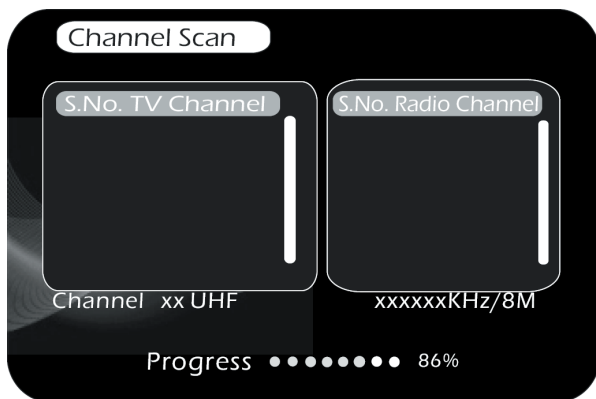 Channel Scan
S.No. TV Channel
S.No. Radio Channel
Channel xx UHF
xxxxxxKHz/8M
Progress 86%